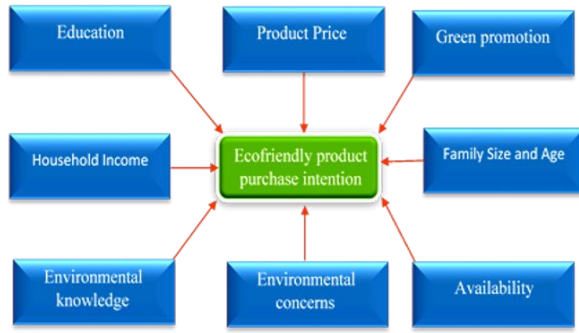 Education
Product Price
Green promotion
Household Income
Ecofriendly product
purchase intention
Family Size and Age
Environmental
knowledge
Environmental
concerns
Availability